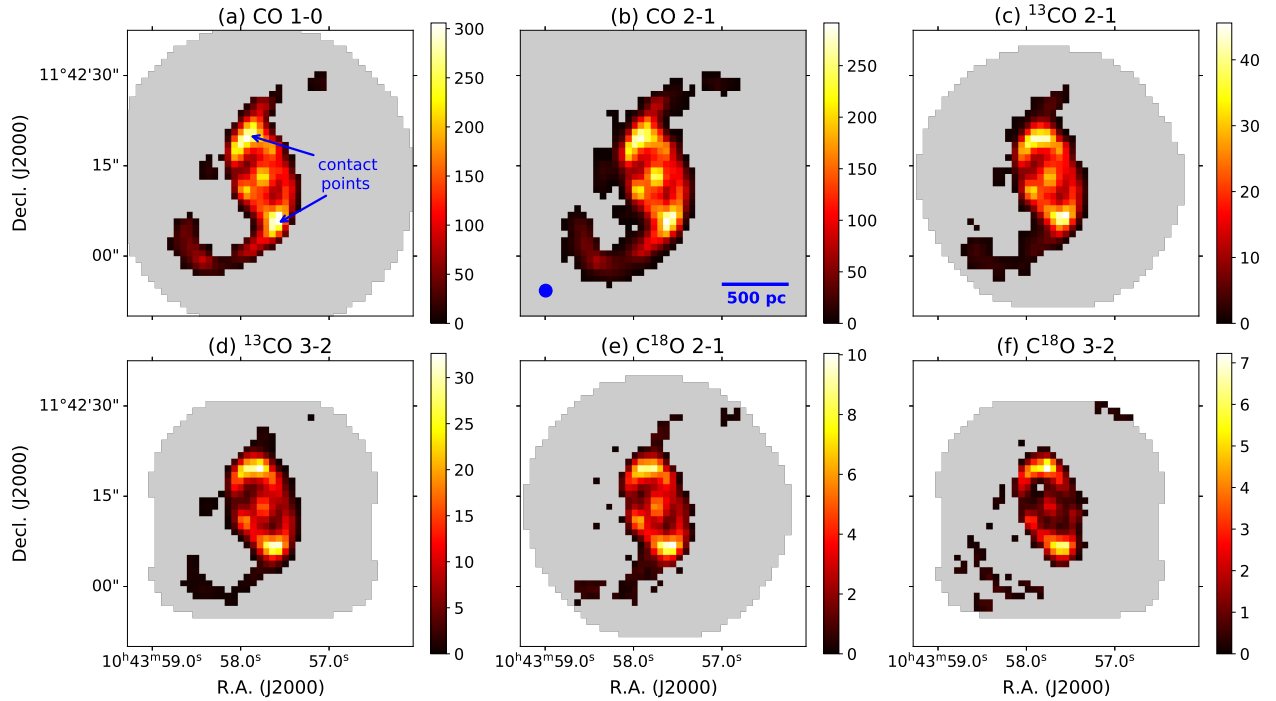 (a) CO 1-0
(b) CO 2-1
(c) ¹³CO 2-1
Decl. (J2000)
11°42'30"
15"
00"
contact
points
300
250
200
150
100
50
0
500 pc
250
200
150
100
50
0
40
30
20
10
0
(d) ¹³CO 3-2
(e) C¹⁸O 2-1
(f) C¹⁸O 3-2
Decl. (J2000)
11°42'30"
15"
00"
30
25
20
15
10
5
0
10
8
6
4
2
0
7
6
5
4
3
2
1
0
10ʰ43ᵐ59.0ˢ 58.0ˢ 57.0ˢ
10ʰ43ᵐ59.0ˢ 58.0ˢ 57.0ˢ
10ʰ43ᵐ59.0ˢ 58.0ˢ 57.0ˢ
R.A. (J2000)
R.A. (J2000)
R.A. (J2000)